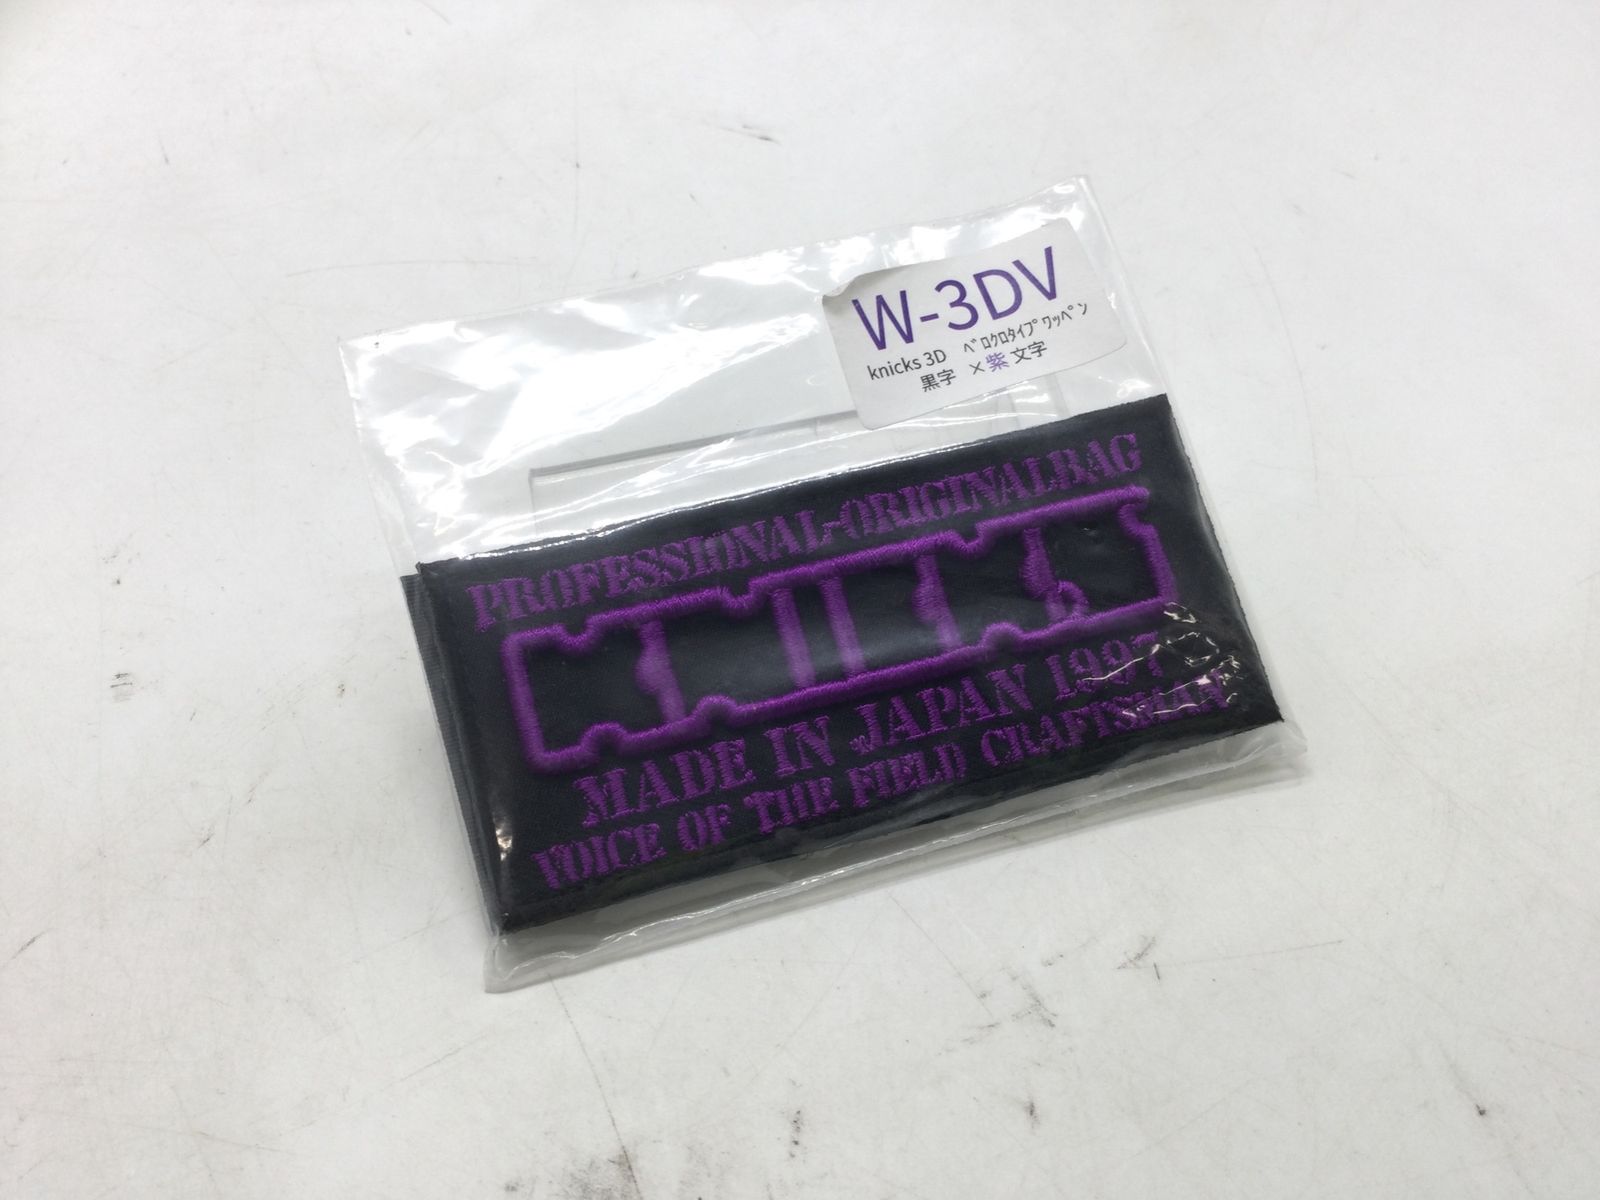 W-3DV
knicks 3D ﾍﾞﾛｸﾛﾀｲﾌﾟﾜｯﾍﾟﾝ
黒字 ×紫文字
PROFESSIONAL-ORIGINALBAG
KNICKS
MADE IN JAPAN 1997
VOICE OF THE FIELD CRAFTSMAN